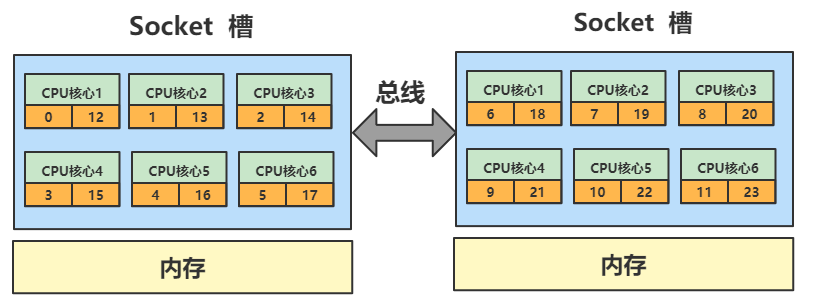 Socket 槽
CPU核心1 CPU核心2 CPU核心3
0 12 1 13 2 14
CPU核心4 CPU核心5 CPU核心6
3 15 4 16 5 17
内存
总线
Socket 槽
CPU核心1 CPU核心2 CPU核心3
6 18 7 19 8 20
CPU核心4 CPU核心5 CPU核心6
9 21 10 22 11 23
内存